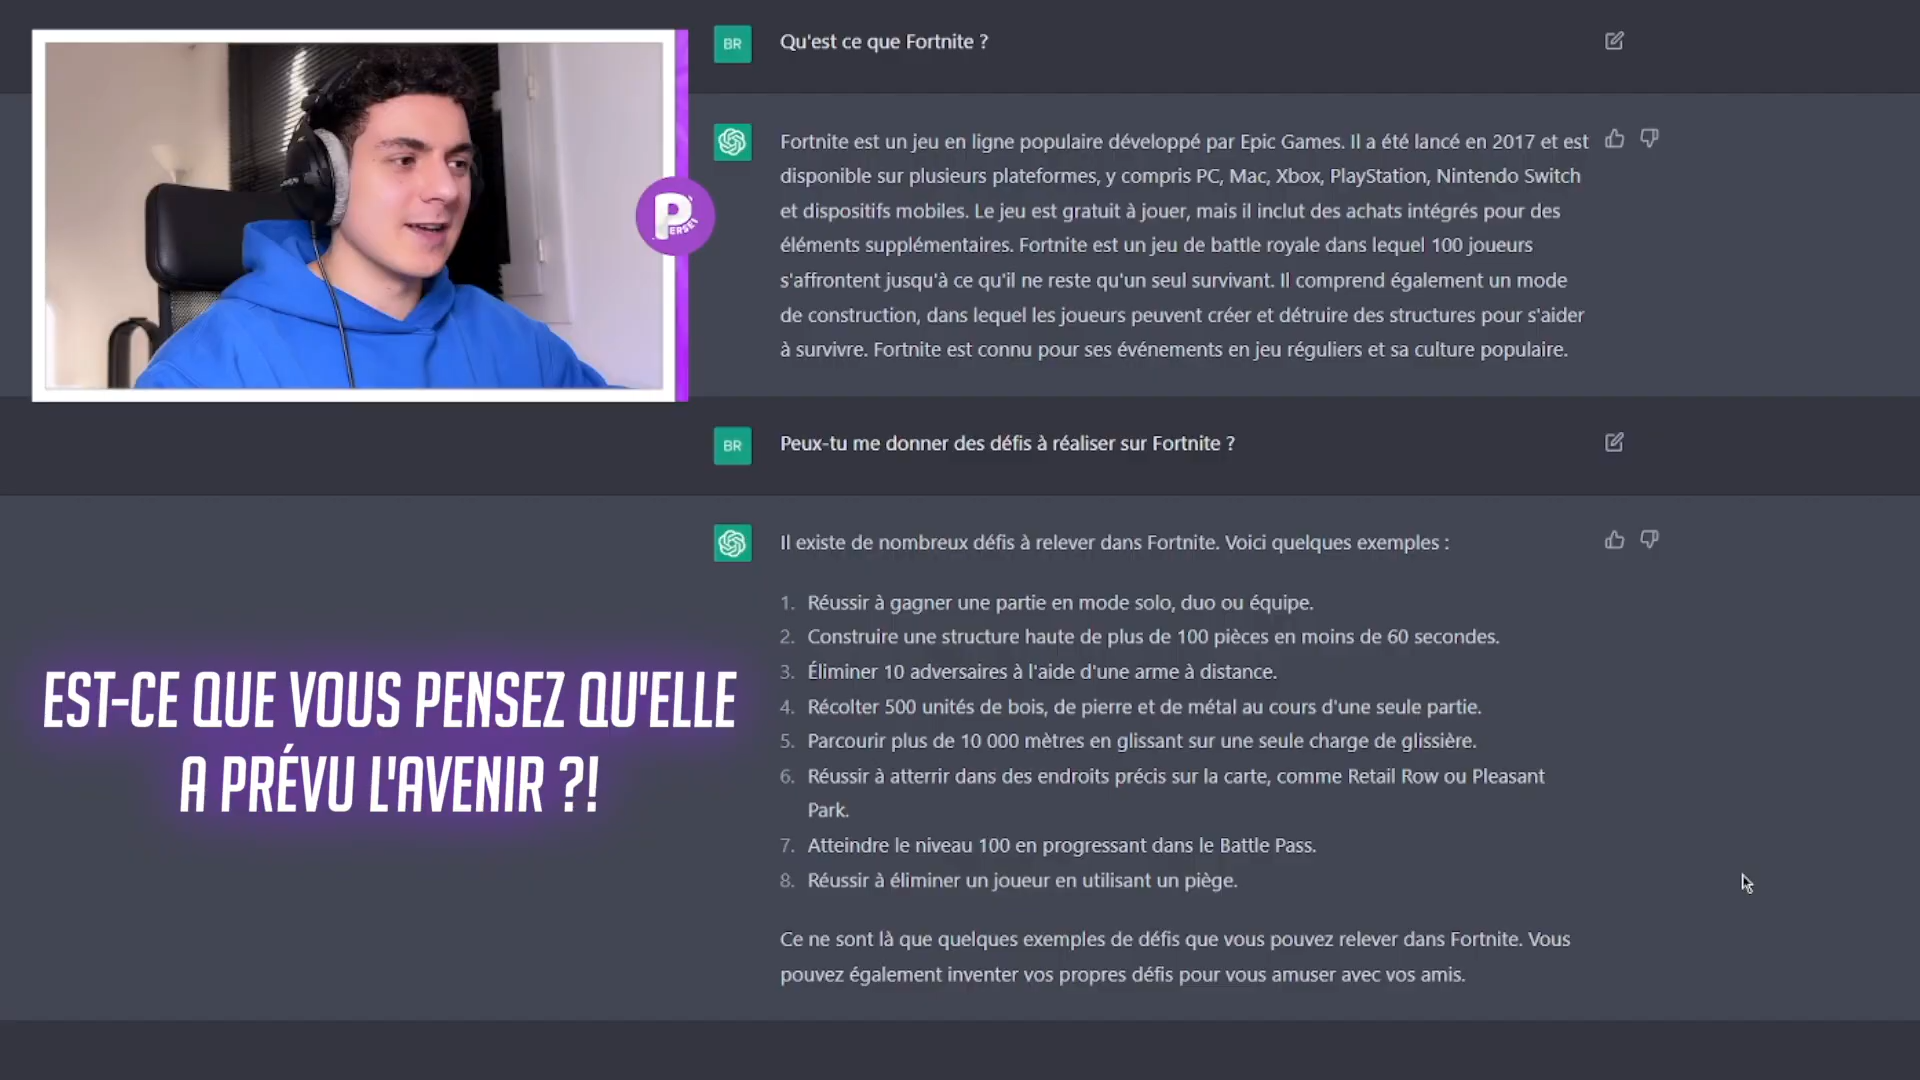 BR
Qu'est ce que Fortnite ?
Fortnite est un jeu en ligne populaire développé par Epic Games. Il a été lancé en 2017 et est
disponible sur plusieurs plateformes, y compris PC, Mac, Xbox, PlayStation, Nintendo Switch
et dispositifs mobiles. Le jeu est gratuit à jouer, mais il inclut des achats intégrés pour des
éléments supplémentaires. Fortnite est un jeu de battle royale dans lequel 100 joueurs
s'affrontent jusqu'à ce qu'il ne reste qu'un seul survivant. Il comprend également un mode
de construction, dans lequel les joueurs peuvent créer et détruire des structures pour s'aider
à survivre. Fortnite est connu pour ses événements en jeu réguliers et sa culture populaire.
BR
Peux-tu me donner des défis à réaliser sur Fortnite ?
Il existe de nombreux défis à relever dans Fortnite. Voici quelques exemples :
1. Réussir à gagner une partie en mode solo, duo ou équipe.
2. Construire une structure haute de plus de 100 pièces en moins de 60 secondes.
3. Éliminer 10 adversaires à l'aide d'une arme à distance.
4. Récolter 500 unités de bois, de pierre et de métal au cours d'une seule partie.
5. Parcourir plus de 10 000 mètres en glissant sur une seule charge de glissière.
6. Réussir à atterrir dans des endroits précis sur la carte, comme Retail Row ou Pleasant
Park.
7. Atteindre le niveau 100 en progressant dans le Battle Pass.
8. Réussir à éliminer un joueur en utilisant un piège.
Ce ne sont là que quelques exemples de défis que vous pouvez relever dans Fortnite. Vous
pouvez également inventer vos propres défis pour vous amuser avec vos amis.
EST-CE QUE VOUS PENSEZ QU'ELLE
A PRÉVU L'AVENIR ?!